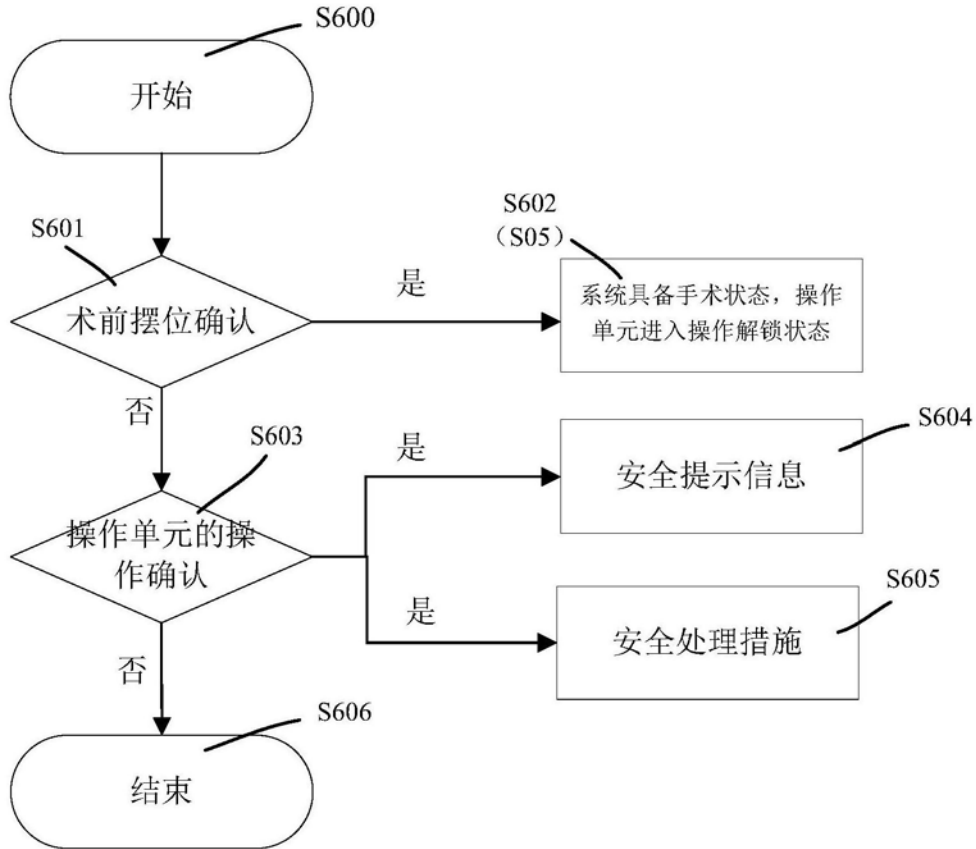 S600
开始
S601
术前摆位确认
是
S602
（S05）
系统具备手术状态，操作
单元进入操作解锁状态
否
S603
操作单元的操
作确认
是
S604
安全提示信息
是
S605
安全处理措施
否
S606
结束